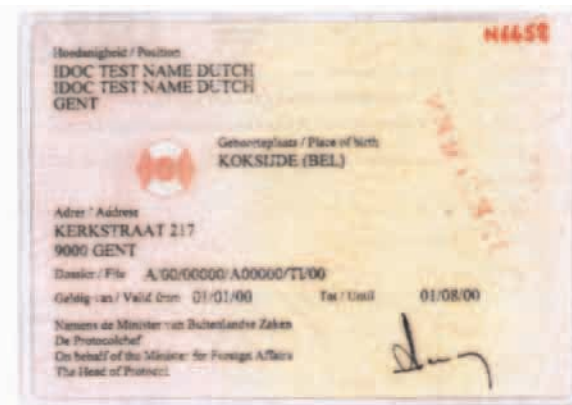 N6658
Hoedanigheid / Position
IDOC TEST NAME DUTCH
IDOC TEST NAME DUTCH
GENT
Geboorteplaats / Place of birth
KOKSIJDE (BEL)
Adres / Address
KERKSTRAAT 217
9000 GENT
Dossier / File A/00/00000/A00000/TI/00
Geldig van / Valid from 01/01/00 Tot / Until 01/08/00
Namens de Minister van Buitenlandse Zaken
De Protocolchef
On behalf of the Minister for Foreign Affairs
The Head of Protocol